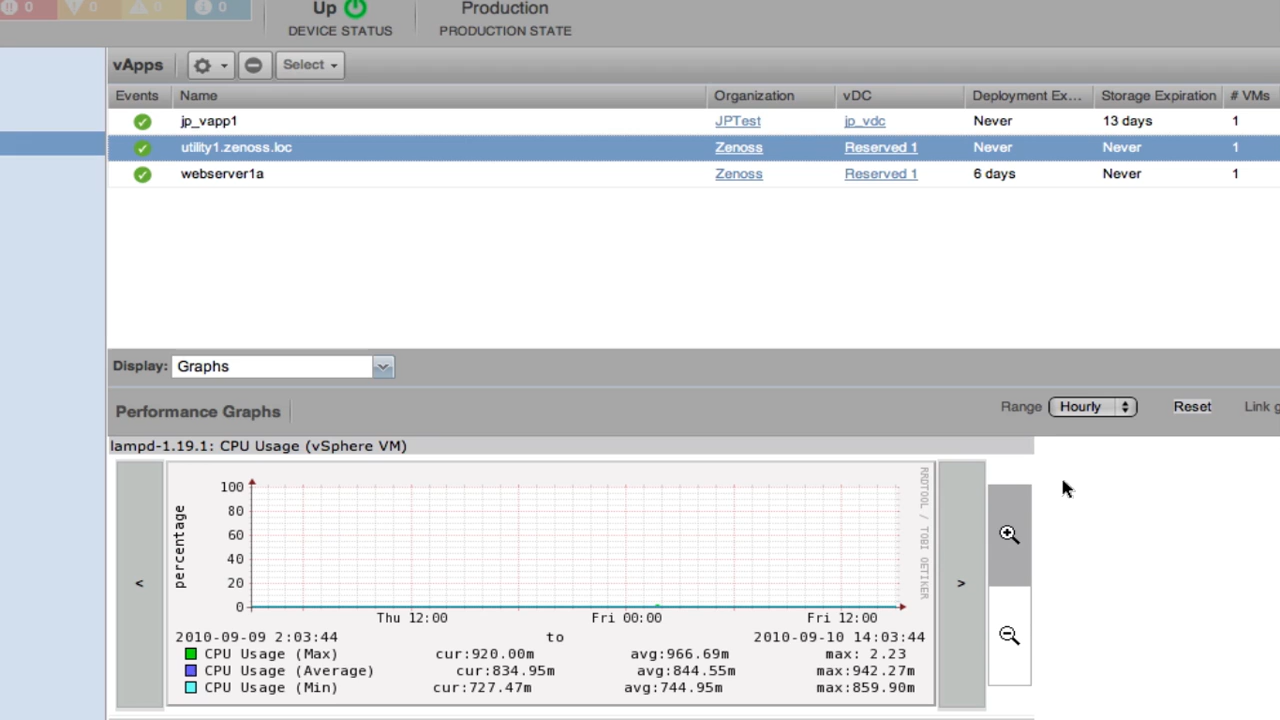 0 0 0 0
Up Production
DEVICE STATUS PRODUCTION STATE
vApps Select
Events Name Organization vDC Deployment Ex... Storage Expiration # VMs
jp_vapp1 JPTest jp_vdc Never 13 days 1
utility1.zenoss.loc Zenoss Reserved 1 Never Never 1
webserver1a Zenoss Reserved 1 6 days Never 1
Display: Graphs
Performance Graphs Range Hourly Reset Link g
lampd-1.19.1: CPU Usage (vSphere VM)
100
80
60
40
20
0
percentage
RRDTOOL / TOBI OETIKER
< >
Thu 12:00 Fri 00:00 Fri 12:00
2010-09-09 2:03:44 to 2010-09-10 14:03:44
CPU Usage (Max) cur:920.00m avg:966.69m max: 2.23
CPU Usage (Average) cur:834.95m avg:844.55m max:942.27m
CPU Usage (Min) cur:727.47m avg:744.95m max:859.90m